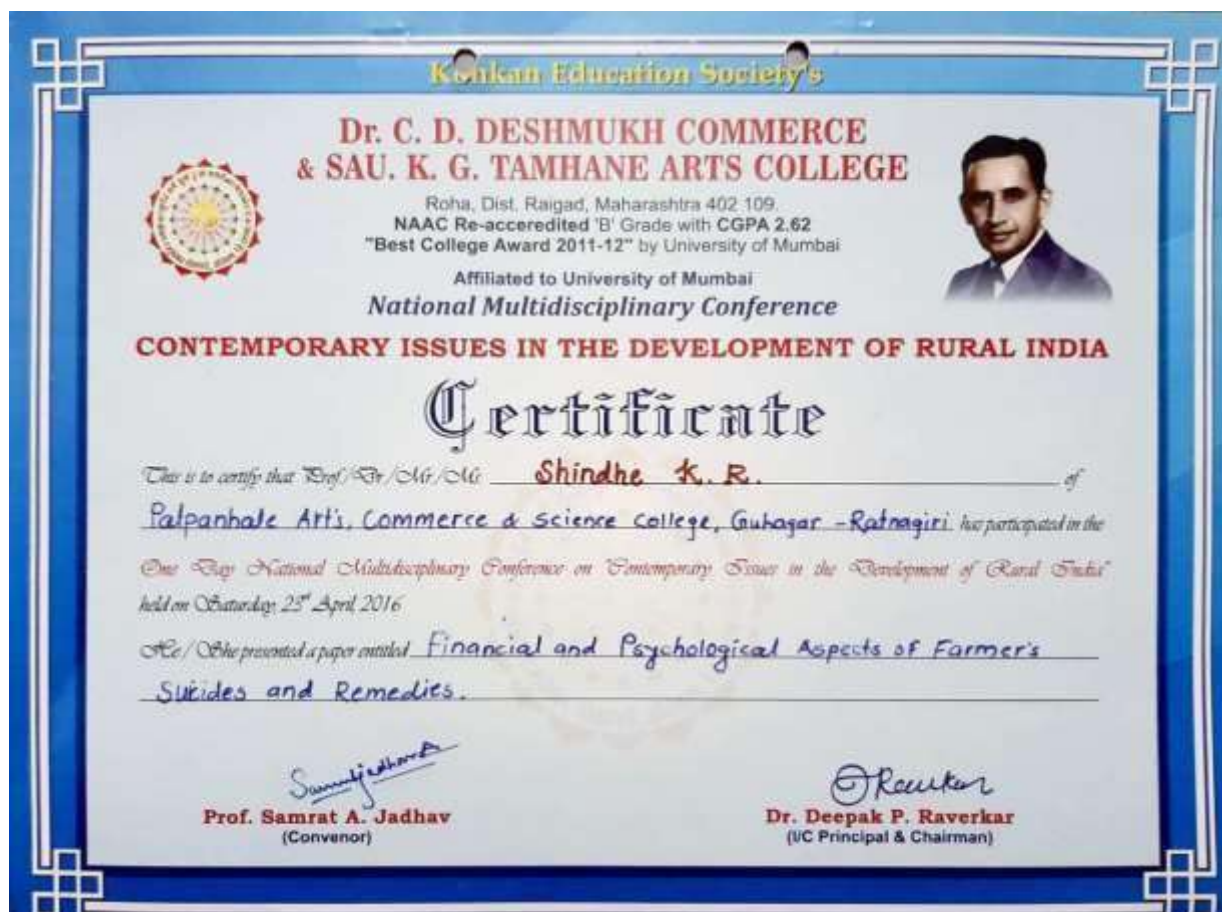 Konkan Education Society's
Dr. C. D. DESHMUKH COMMERCE
& SAU. K. G. TAMHANE ARTS COLLEGE
Roha, Dist. Raigad, Maharashtra 402 109.
NAAC Re-acceredited 'B' Grade with CGPA 2.62
"Best College Award 2011-12" by University of Mumbai
Affiliated to University of Mumbai
National Multidisciplinary Conference
CONTEMPORARY ISSUES IN THE DEVELOPMENT OF RURAL INDIA
Certificate
This is to certify that Prof./Dr./Mr./Ms. Shindhe K. R. of
Patpanhale Art's, Commerce & Science College, Guhagar - Ratnagiri has participated in the
One Day National Multidisciplinary Conference on "Contemporary Issues in the Development of Rural India"
held on Saturday, 23rd April, 2016
He / She presented a paper entitled Financial and Psychological Aspects of Farmer's
Suicides and Remedies.
Prof. Samrat A. Jadhav
(Convenor)
Dr. Deepak P. Raverkar
(I/C Principal & Chairman)